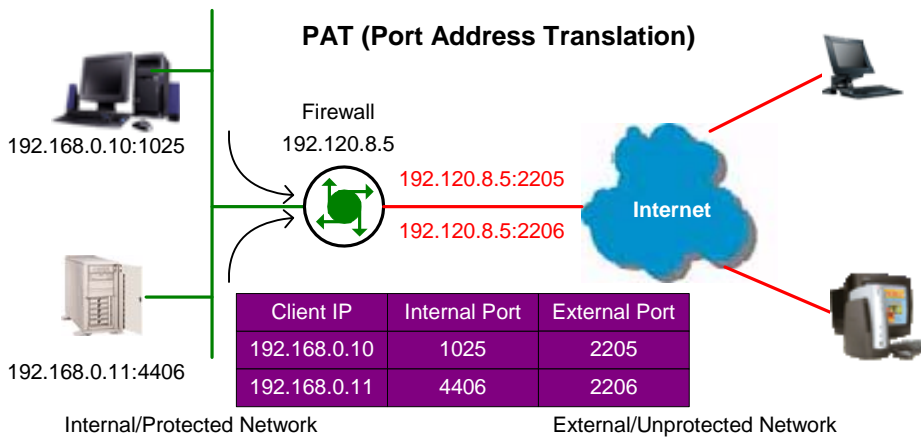 PAT (Port Address Translation)
Firewall
192.120.8.5
192.168.0.10:1025
192.120.8.5:2205
192.120.8.5:2206
Internet
Client IP Internal Port External Port
192.168.0.10 1025 2205
192.168.0.11 4406 2206
192.168.0.11:4406
Internal/Protected Network
External/Unprotected Network